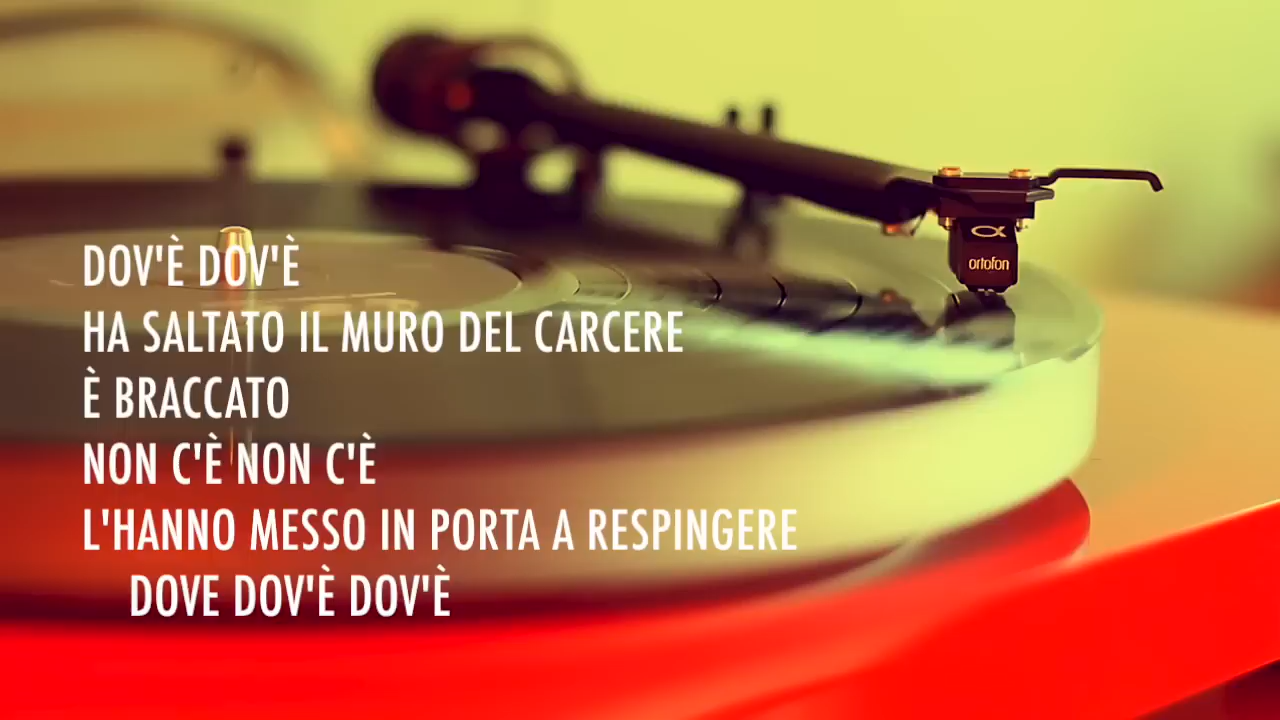 ortofon
DOV'È DOV'È
HA SALTATO IL MURO DEL CARCERE
È BRACCATO
NON C'È NON C'È
L'HANNO MESSO IN PORTA A RESPINGERE
DOVE DOV'È DOV'È